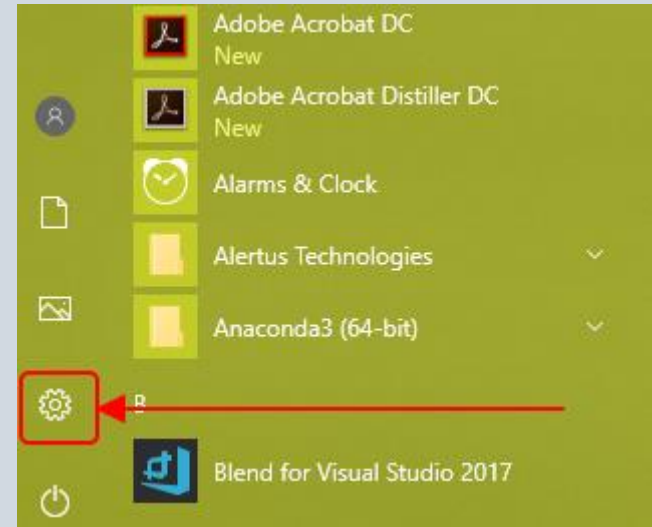 Adobe Acrobat DC
New
Adobe Acrobat Distiller DC
New
Alarms & Clock
Alertus Technologies
Anaconda3 (64-bit)
B
Blend for Visual Studio 2017